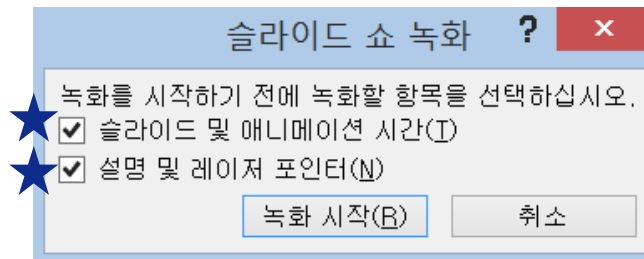 슬라이드 쇼 녹화 ? ×
녹화를 시작하기 전에 녹화할 항목을 선택하십시오.
슬라이드 및 애니메이션 시간(T)
설명 및 레이저 포인터(N)
녹화 시작(R) 취소